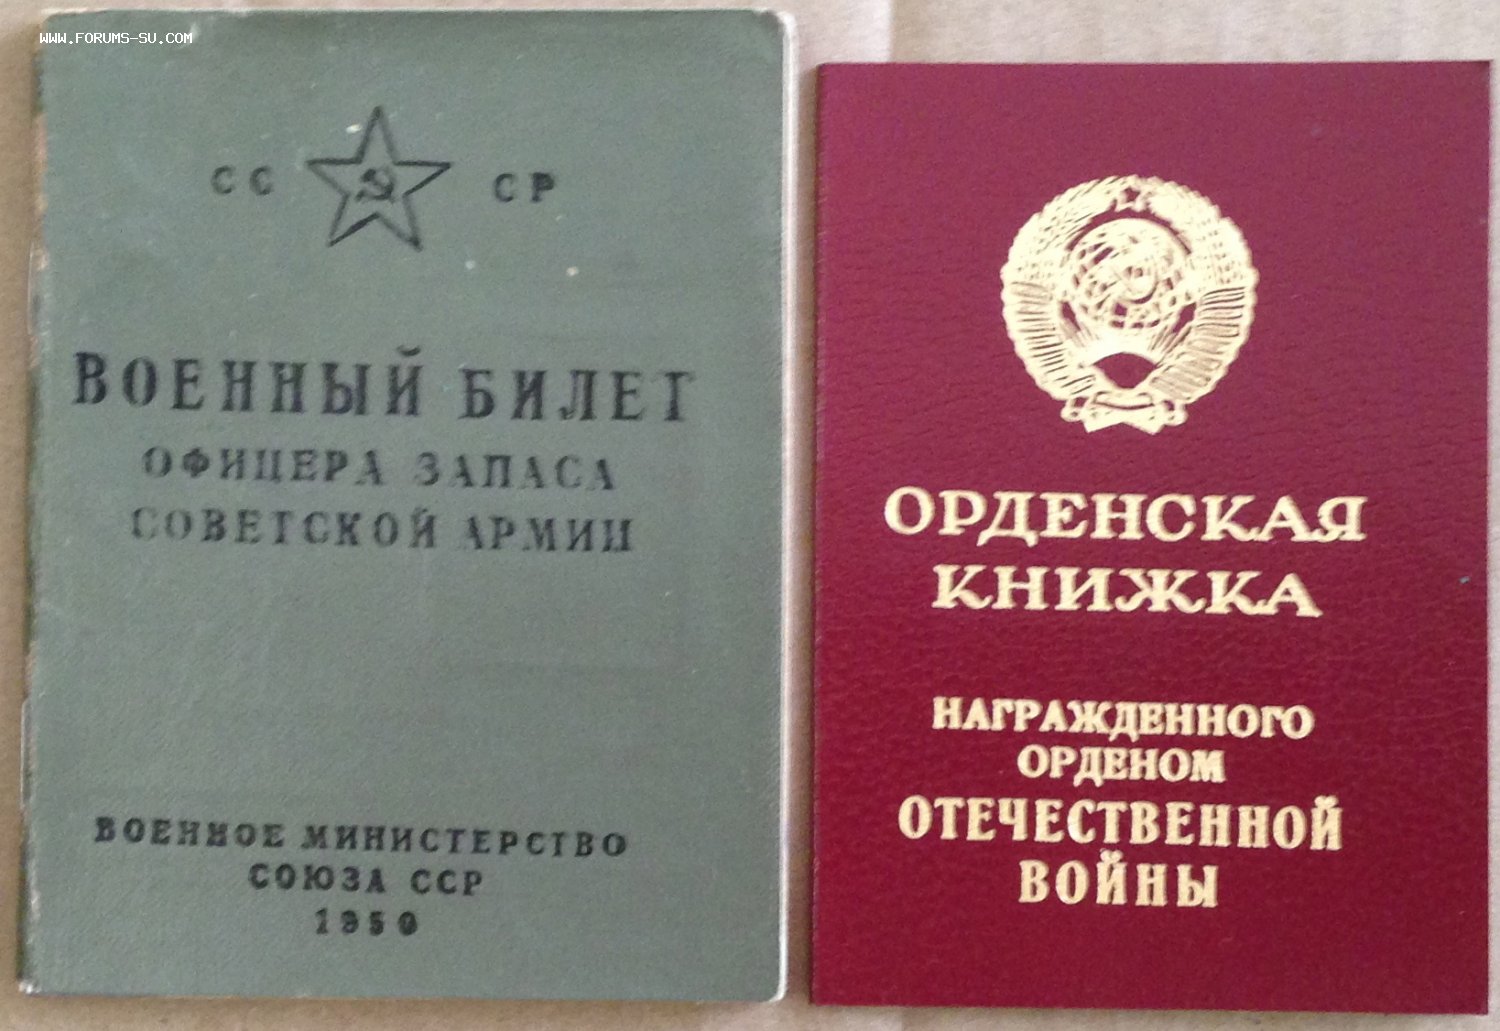 WWW.FORUMS-SU.COM
СС СР
ВОЕННЫЙ БИЛЕТ
ОФИЦЕРА ЗАПАСА
СОВЕТСКОЙ АРМИИ
ВОЕННОЕ МИНИСТЕРСТВО
СОЮЗА ССР
1950
ОРДЕНСКАЯ
КНИЖКА
НАГРАЖДЕННОГО
ОРДЕНОМ
ОТЕЧЕСТВЕННОЙ
ВОЙНЫ